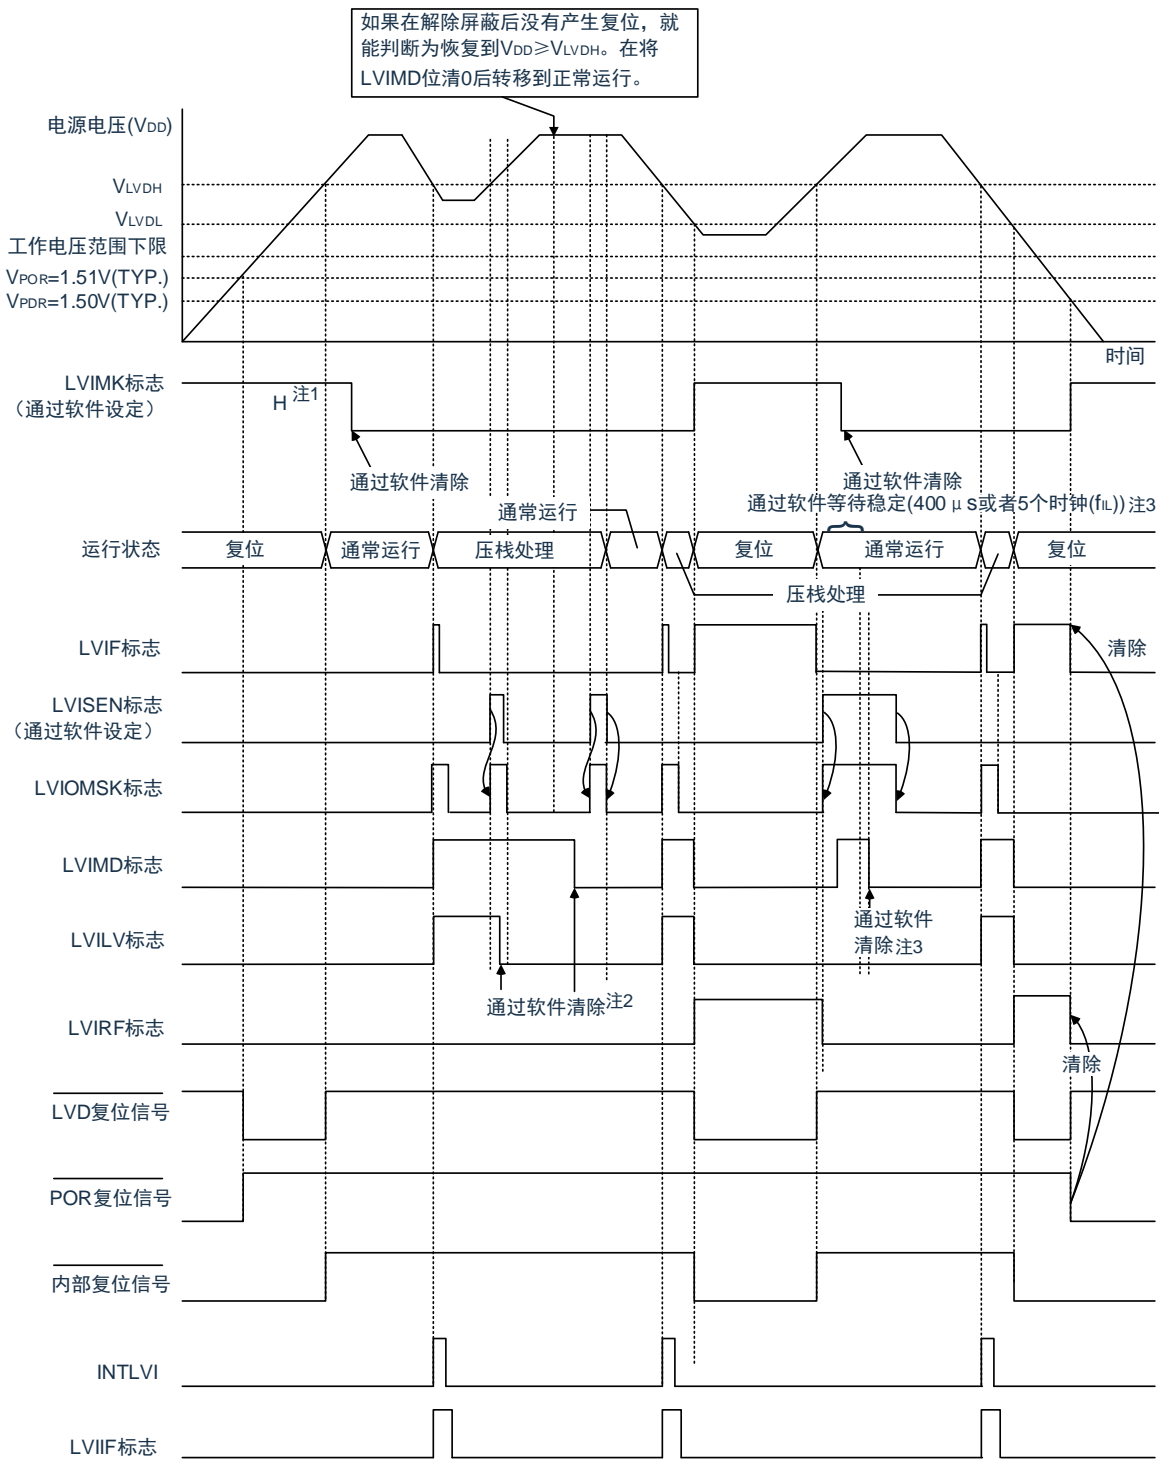 如果在解除屏蔽后没有产生复位，就
能判断为恢复到VDD≥VLVDH。在将
LVIMD位清0后转移到正常运行。
电源电压(VDD)
VLVDH
VLVDL
工作电压范围下限
VPOR=1.51V(TYP.)
VPDR=1.50V(TYP.)
时间
LVIMK标志
（通过软件设定）
H 注1
通过软件清除
通过软件清除
通过软件等待稳定(400 μ s或者5个时钟(fIL)) 注3
通常运行
运行状态
复位
通常运行
压栈处理
复位
通常运行
复位
压栈处理
LVIF标志
清除
LVISEN标志
（通过软件设定）
LVIOMSK标志
LVIMD标志
通过软件
清除注3
LVILV标志
通过软件清除注2
LVIRF标志
清除
LVD复位信号
POR复位信号
内部复位信号
INTLVI
LVIIF标志